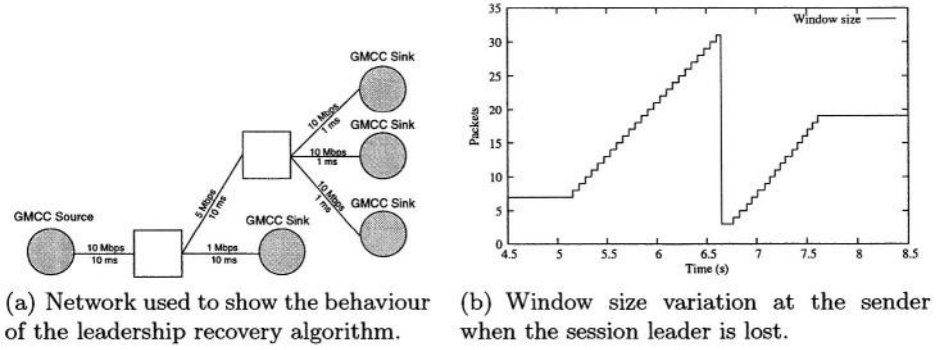 GMCC Sink
10 Mbps
1 ms
GMCC Sink
10 Mbps
1 ms
10 Mbps
1 ms
GMCC Sink
5 Mbps
10 ms
GMCC Source
10 Mbps
10 ms
GMCC Sink
1 Mbps
10 ms
(a) Network used to show the behaviour
of the leadership recovery algorithm.
35
30
25
20
15
10
5
0
Packets
Window size
4.5 5 5.5 6 6.5 7 7.5 8 8.5
Time (s)
(b) Window size variation at the sender
when the session leader is lost.